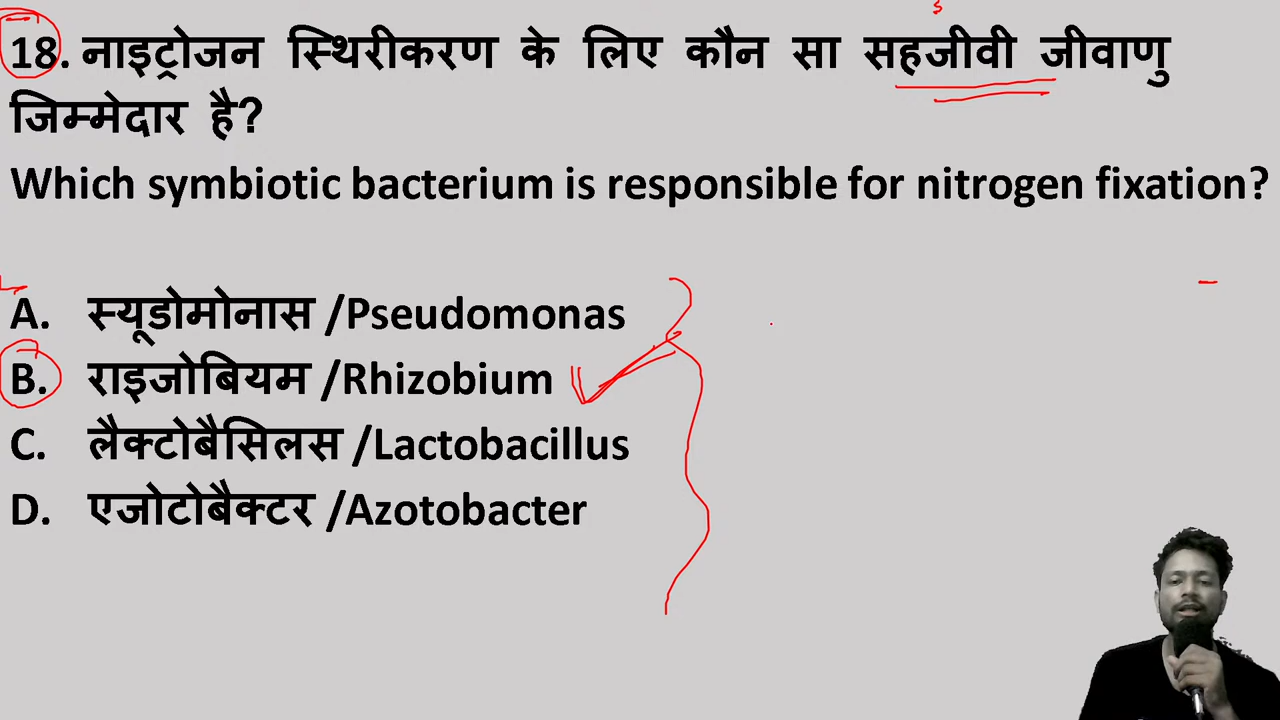 18. नाइट्रोजन स्थिरीकरण के लिए कौन सा सहजीवी जीवाणु
जिम्मेदार है?
Which symbiotic bacterium is responsible for nitrogen fixation?
A. स्यूडोमोनास /Pseudomonas
B. राइजोबियम /Rhizobium
C. लैक्टोबैसिलस /Lactobacillus
D. एजोटोबैक्टर /Azotobacter